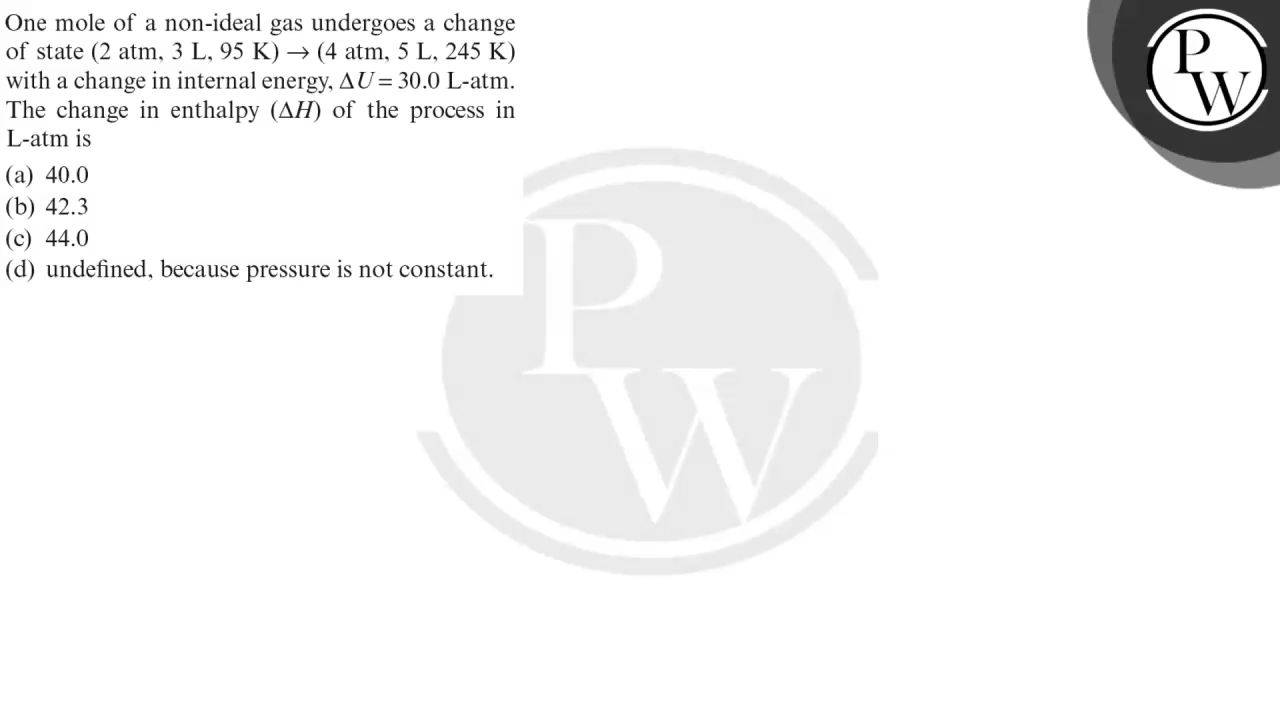 One mole of a non-ideal gas undergoes a change
of state (2 atm, 3 L, 95 K) → (4 atm, 5 L, 245 K)
with a change in internal energy, ΔU = 30.0 L-atm.
The change in enthalpy (ΔH) of the process in
L-atm is
(a) 40.0
(b) 42.3
(c) 44.0
(d) undefined, because pressure is not constant.
PW
PW